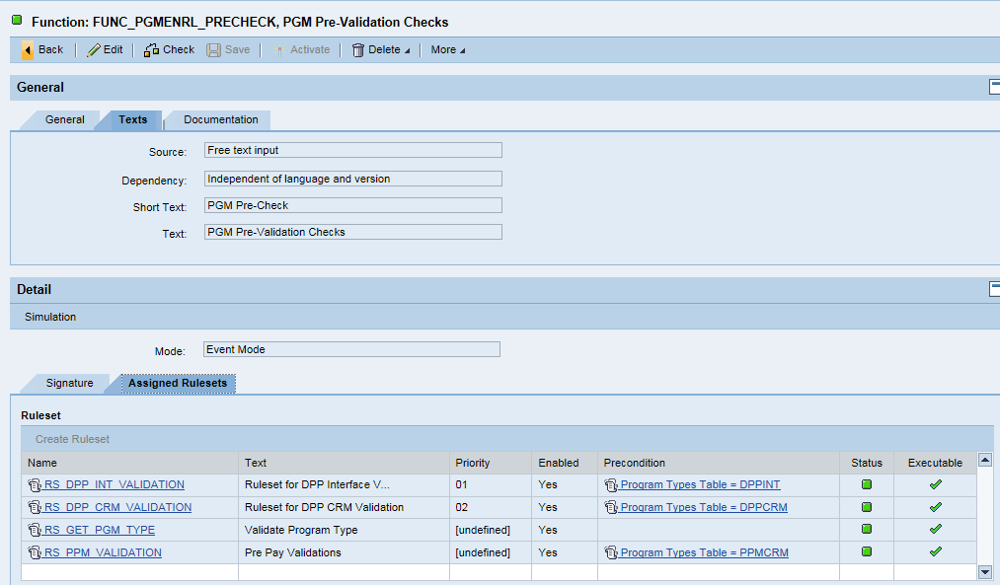 Function: FUNC_PGMENRL_PRECHECK, PGM Pre-Validation Checks
Back Edit Check Save Activate Delete More
General
General Texts Documentation
Source: Free text input
Dependency: Independent of language and version
Short Text: PGM Pre-Check
Text: PGM Pre-Validation Checks
Detail
Simulation
Mode: Event Mode
Signature Assigned Rulesets
Ruleset
Create Ruleset
Name Text Priority Enabled Precondition Status Executable
RS_DPP_INT_VALIDATION Ruleset for DPP Interface V... 01 Yes Program Types Table = DPPINT
RS_DPP_CRM_VALIDATION Ruleset for DPP CRM Validation 02 Yes Program Types Table = DPPCRM
RS_GET_PGM_TYPE Validate Program Type [undefined] Yes
RS_PPM_VALIDATION Pre Pay Validations [undefined] Yes Program Types Table = PPMCRM